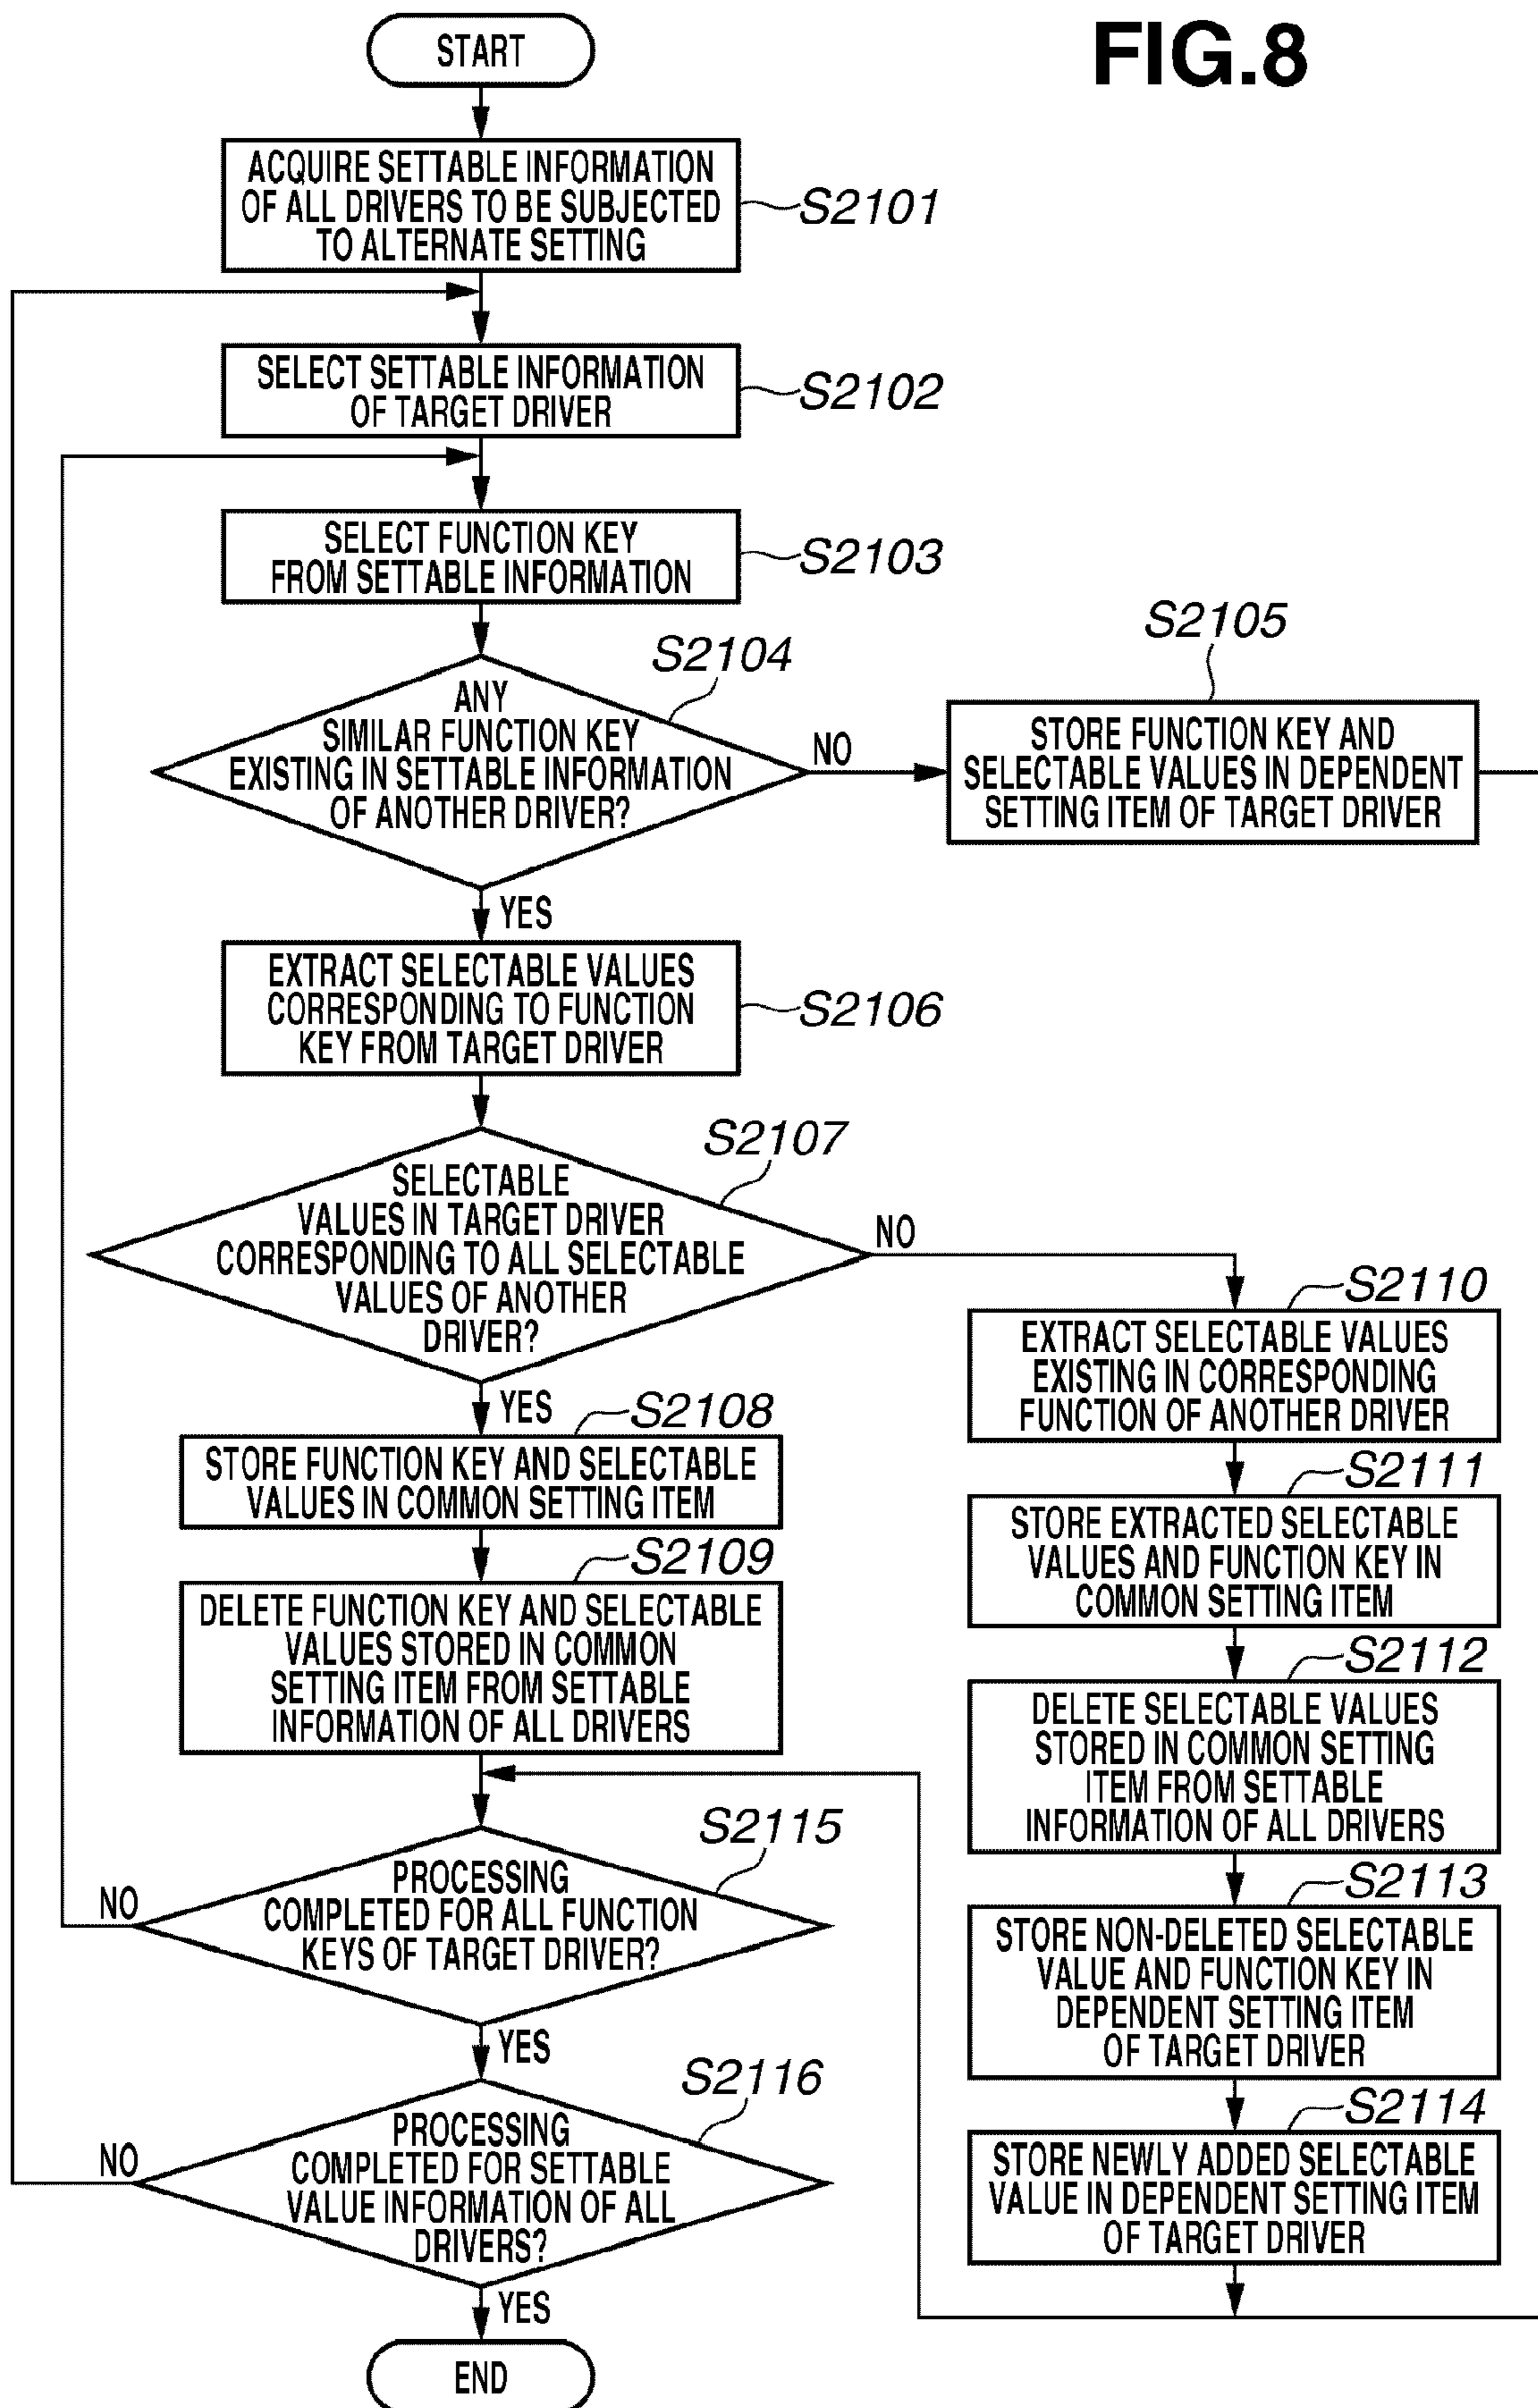 FIG.8
START
ACQUIRE SETTABLE INFORMATION
OF ALL DRIVERS TO BE SUBJECTED
TO ALTERNATE SETTING
S2101
SELECT SETTABLE INFORMATION
OF TARGET DRIVER
S2102
SELECT FUNCTION KEY
FROM SETTABLE INFORMATION
S2103
S2104
ANY
SIMILAR FUNCTION KEY
EXISTING IN SETTABLE INFORMATION
OF ANOTHER DRIVER?
NO
S2105
STORE FUNCTION KEY AND
SELECTABLE VALUES IN DEPENDENT
SETTING ITEM OF TARGET DRIVER
YES
EXTRACT SELECTABLE VALUES
CORRESPONDING TO FUNCTION
KEY FROM TARGET DRIVER
S2106
S2107
SELECTABLE
VALUES IN TARGET DRIVER
CORRESPONDING TO ALL SELECTABLE
VALUES OF ANOTHER
DRIVER?
NO
YES
S2108
STORE FUNCTION KEY AND SELECTABLE
VALUES IN COMMON SETTING ITEM
S2109
DELETE FUNCTION KEY AND SELECTABLE
VALUES STORED IN COMMON
SETTING ITEM FROM SETTABLE
INFORMATION OF ALL DRIVERS
S2110
EXTRACT SELECTABLE VALUES
EXISTING IN CORRESPONDING
FUNCTION OF ANOTHER DRIVER
S2111
STORE EXTRACTED SELECTABLE
VALUES AND FUNCTION KEY IN
COMMON SETTING ITEM
S2112
DELETE SELECTABLE VALUES
STORED IN COMMON SETTING
ITEM FROM SETTABLE
INFORMATION OF ALL DRIVERS
S2113
STORE NON-DELETED SELECTABLE
VALUE AND FUNCTION KEY IN
DEPENDENT SETTING ITEM
OF TARGET DRIVER
S2114
STORE NEWLY ADDED SELECTABLE
VALUE IN DEPENDENT SETTING ITEM
OF TARGET DRIVER
S2115
PROCESSING
COMPLETED FOR ALL FUNCTION
KEYS OF TARGET DRIVER?
NO
YES
S2116
PROCESSING
COMPLETED FOR SETTABLE
VALUE INFORMATION OF ALL
DRIVERS?
NO
YES
END